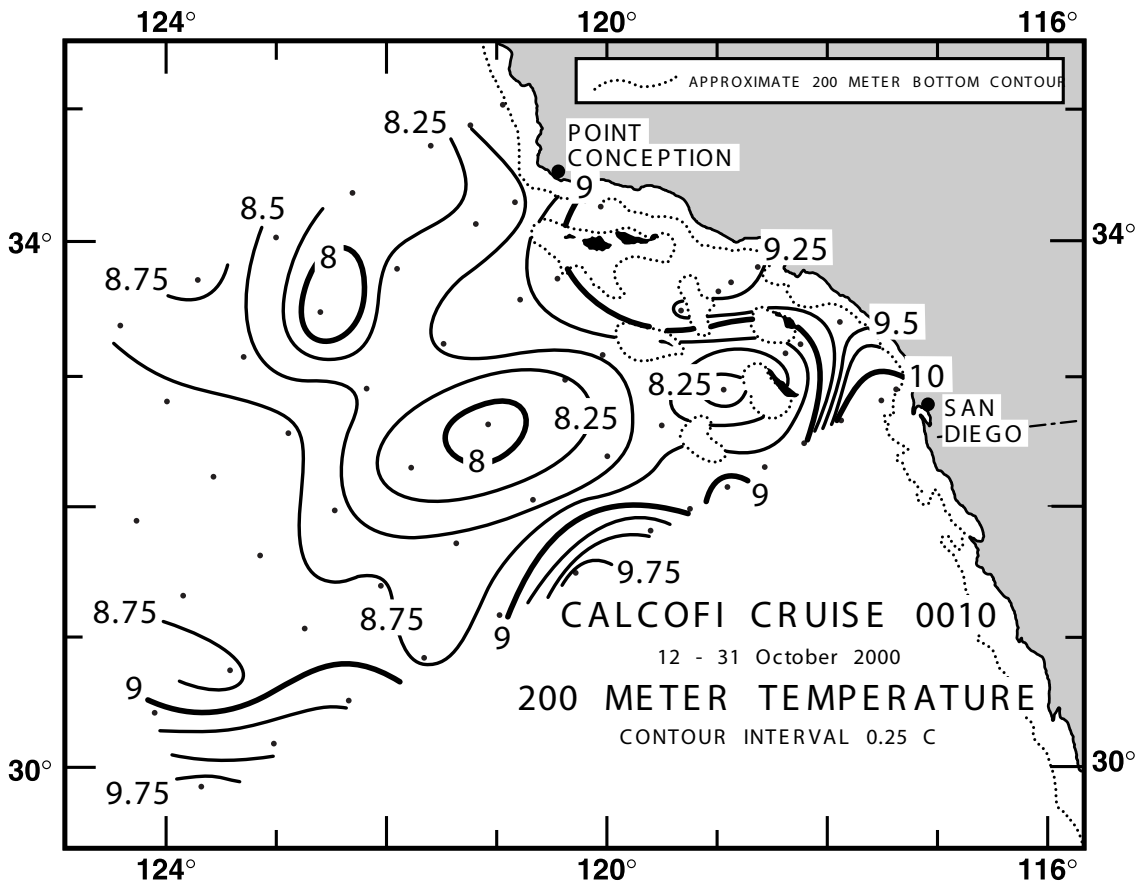 124° 120° 116°
APPROXIMATE 200 METER BOTTOM CONTOUR
8.25
POINT
CONCEPTION
9
8.5
34° 34°
8
9.25
8.75
9.5
8.25
10
8.25
SAN
DIEGO
8
9
9.75
8.75
8.75
9
CALCOFI CRUISE 0010
12 - 31 October 2000
9
200 METER TEMPERATURE
CONTOUR INTERVAL 0.25 C
30° 30°
9.75
124° 120° 116°